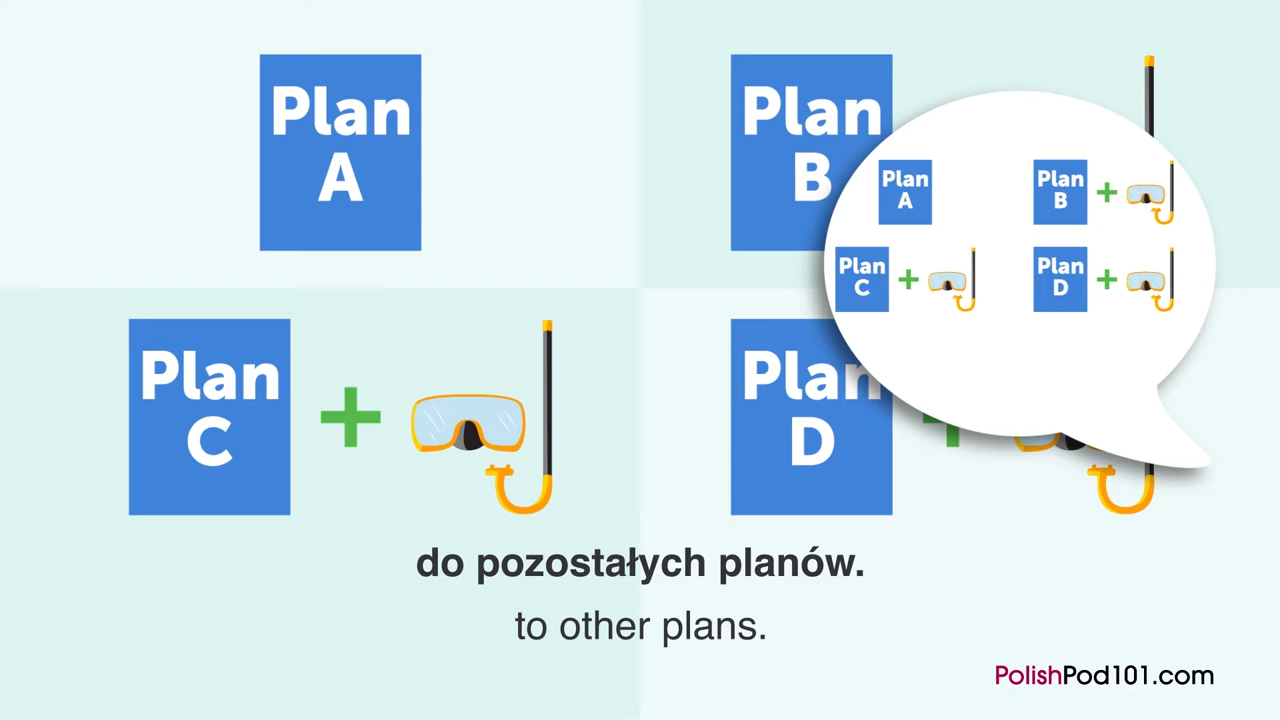 Plan
A
Plan
B
Plan
A
Plan
B
Plan
C
Plan
D
Plan
C
Plan
D
do pozostałych planów.
to other plans.
PolishPod101.com